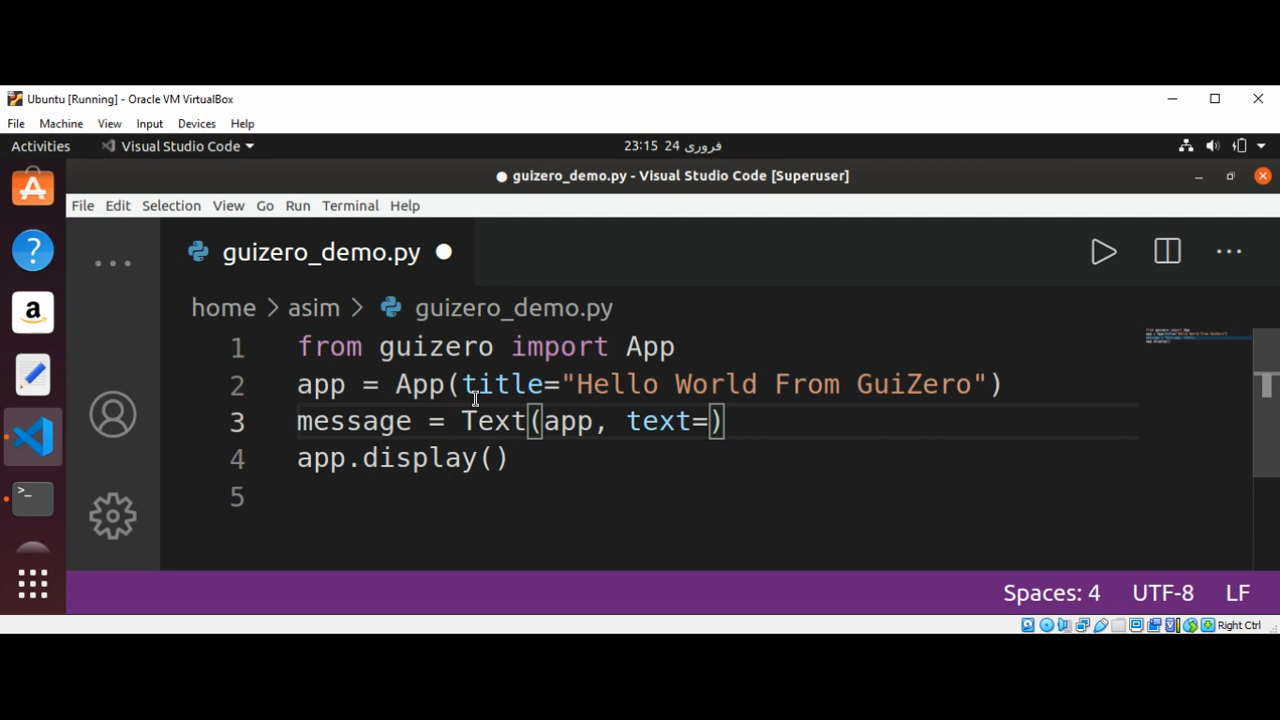 Ubuntu [Running] - Oracle VM VirtualBox
File Machine View Input Devices Help
Activities Visual Studio Code 23:15 24 فروری
guizero_demo.py - Visual Studio Code [Superuser]
File Edit Selection View Go Run Terminal Help
guizero_demo.py
home > asim > guizero_demo.py
1 from guizero import App
2 app = App(title="Hello World From GuiZero")
3 message = Text(app, text=)
4 app.display()
5
Spaces: 4 UTF-8 LF
Right Ctrl